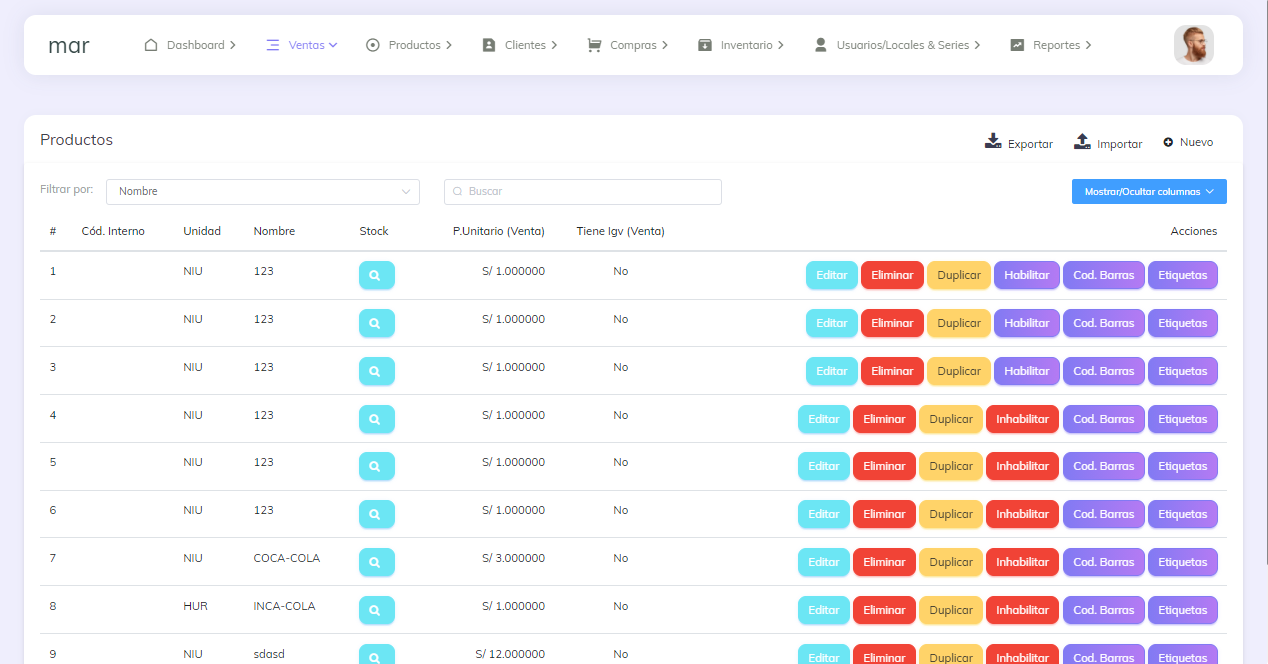 mar Dashboard Ventas Productos Clientes Compras Inventario Usuarios/Locales & Series Reportes
Productos Exportar Importar Nuevo
Filtrar por: Nombre Buscar Mostrar/Ocultar columnas
# Cód. Interno Unidad Nombre Stock P.Unitario (Venta) Tiene Igv (Venta) Acciones
1 NIU 123 S/ 1.000000 No Editar Eliminar Duplicar Habilitar Cod. Barras Etiquetas
2 NIU 123 S/ 1.000000 No Editar Eliminar Duplicar Habilitar Cod. Barras Etiquetas
3 NIU 123 S/ 1.000000 No Editar Eliminar Duplicar Habilitar Cod. Barras Etiquetas
4 NIU 123 S/ 1.000000 No Editar Eliminar Duplicar Inhabilitar Cod. Barras Etiquetas
5 NIU 123 S/ 1.000000 No Editar Eliminar Duplicar Inhabilitar Cod. Barras Etiquetas
6 NIU 123 S/ 1.000000 No Editar Eliminar Duplicar Inhabilitar Cod. Barras Etiquetas
7 NIU COCA-COLA S/ 3.000000 No Editar Eliminar Duplicar Inhabilitar Cod. Barras Etiquetas
8 HUR INCA-COLA S/ 1.000000 No Editar Eliminar Duplicar Inhabilitar Cod. Barras Etiquetas
9 NIU sdasd S/ 12.000000 No Editar Eliminar Duplicar Inhabilitar Cod. Barras Etiquetas